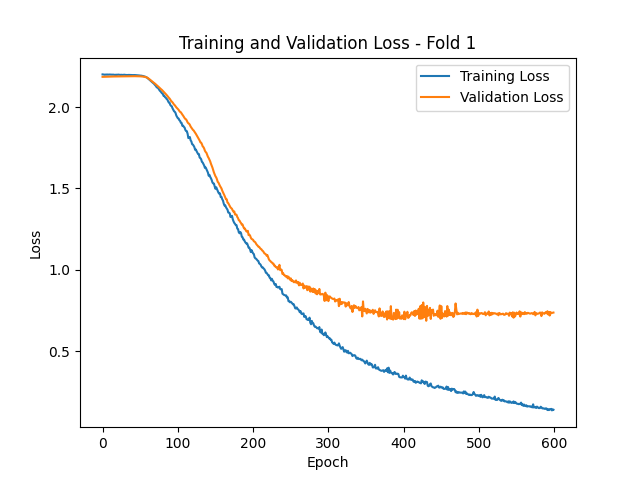 Training and Validation Loss - Fold 1
Training Loss
Validation Loss
Loss
2.0
1.5
1.0
0.5
0 100 200 300 400 500 600
Epoch